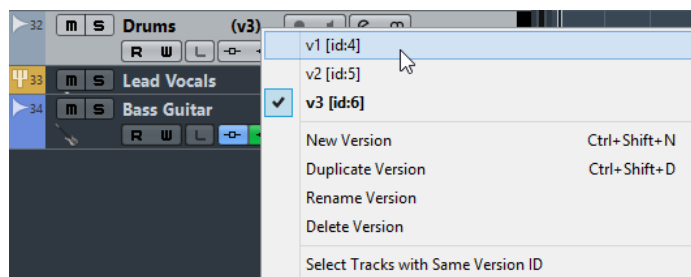 32 m S Drums (v3) e
R W L
v1 [id:4]
v2 [id:5]
33 m S Lead Vocals
34 m S Bass Guitar
v3 [id:6]
R W L
New Version Ctrl+Shift+N
Duplicate Version Ctrl+Shift+D
Rename Version
Delete Version
Select Tracks with Same Version ID